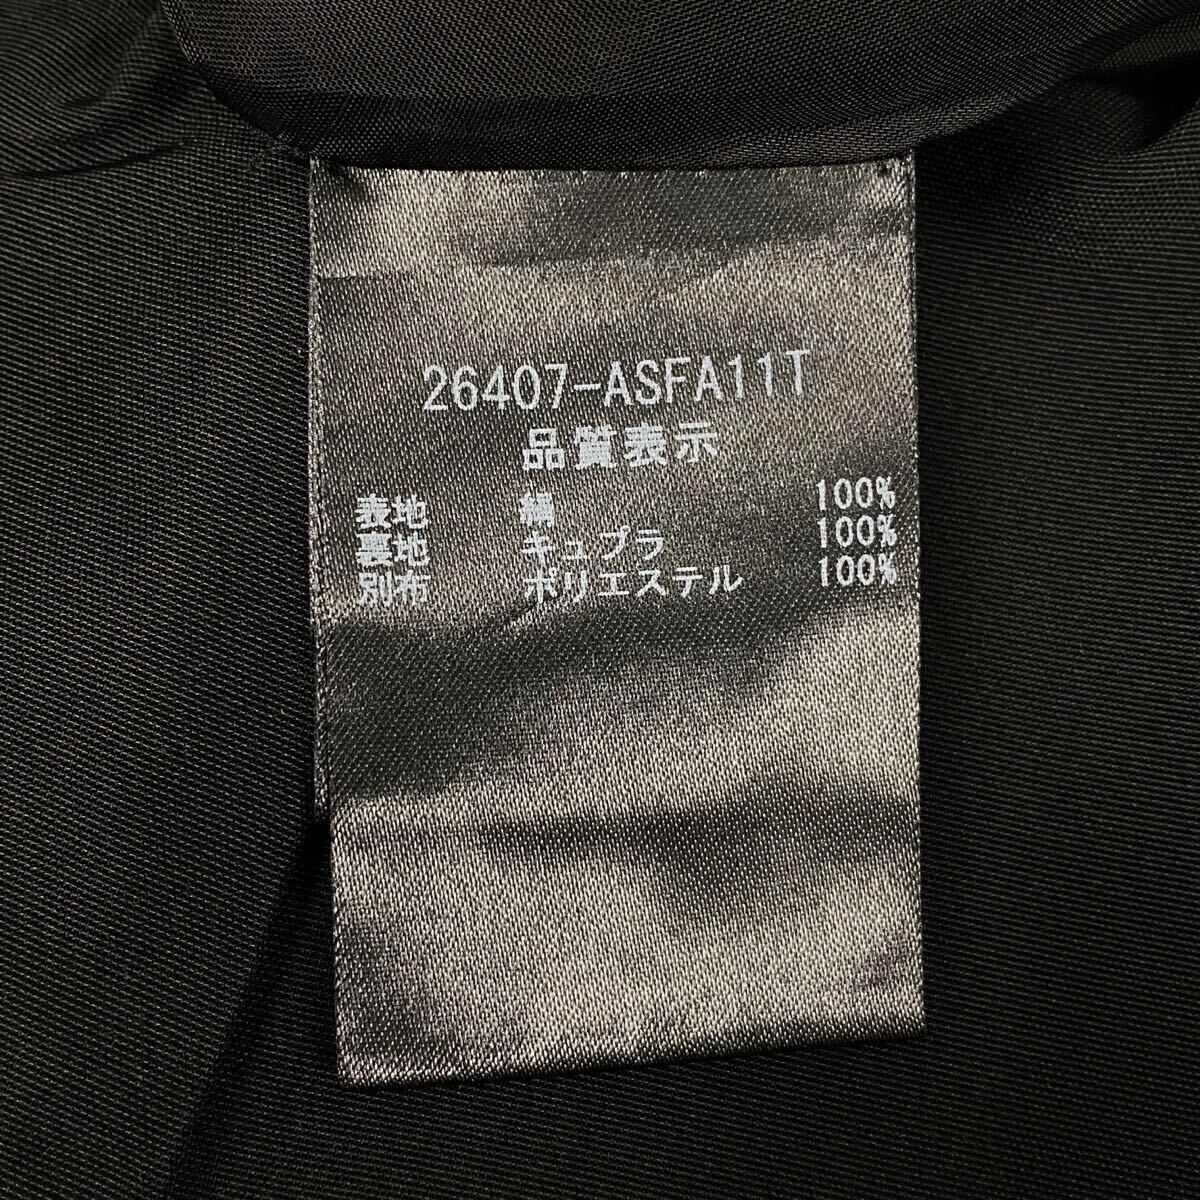 26407-ASFA11T
品質表示
表地 絹 100%
裏地 キュプラ 100%
別布 ポリエステル 100%